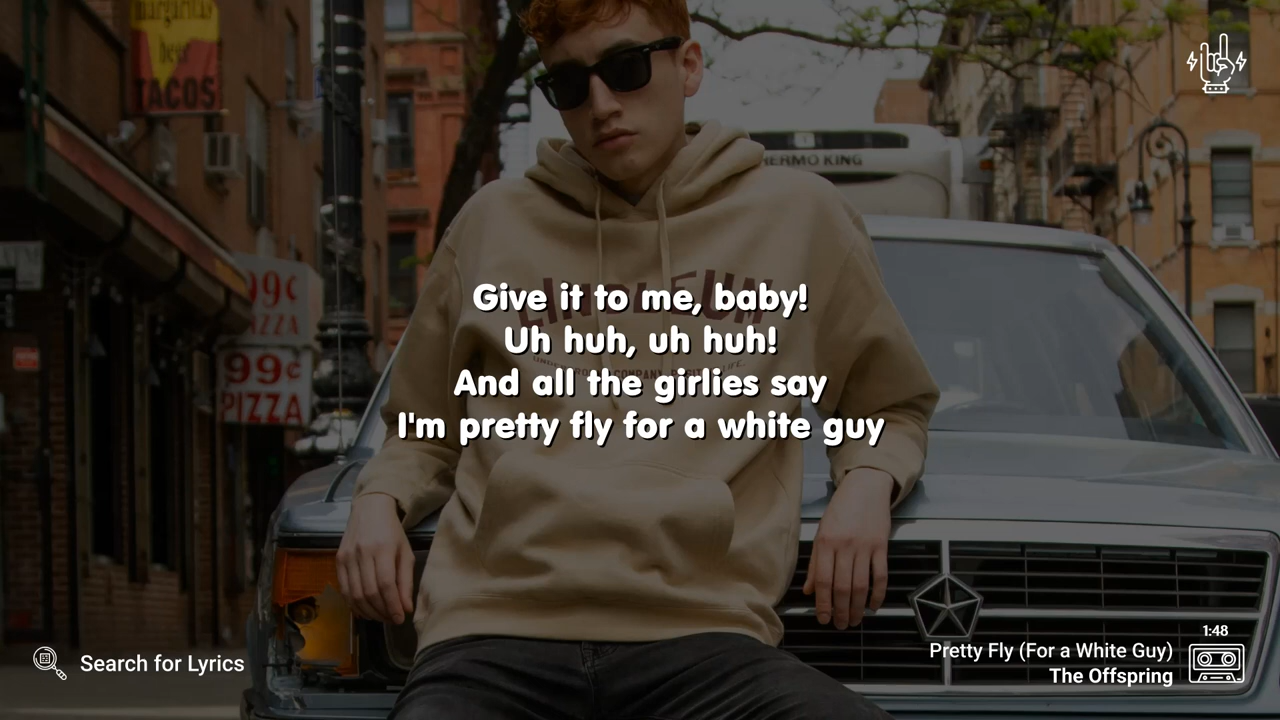 margaritas
beer
TACOS
THERMO KING
99¢
PIZZA
99¢
PIZZA
LINOLEUM
Give it to me, baby!
Uh huh, uh huh!
And all the girlies say
I'm pretty fly for a white guy
1:48
Search for Lyrics
Pretty Fly (For a White Guy)
The Offspring